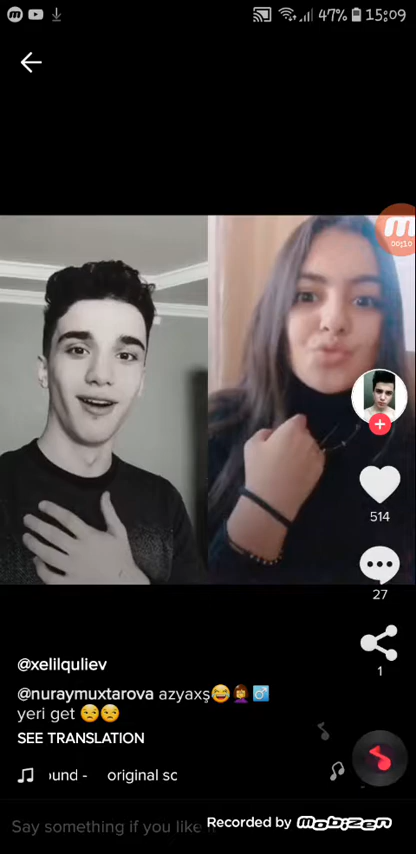 47% 15:09
00:10
514
27
1
@xelilquliev
@nuraymuxtarova azyaxş😂🤦‍♀️♂️
yeri get 😒😒
SEE TRANSLATION
ound - original sc
Say something if you like it
Recorded by mobizen